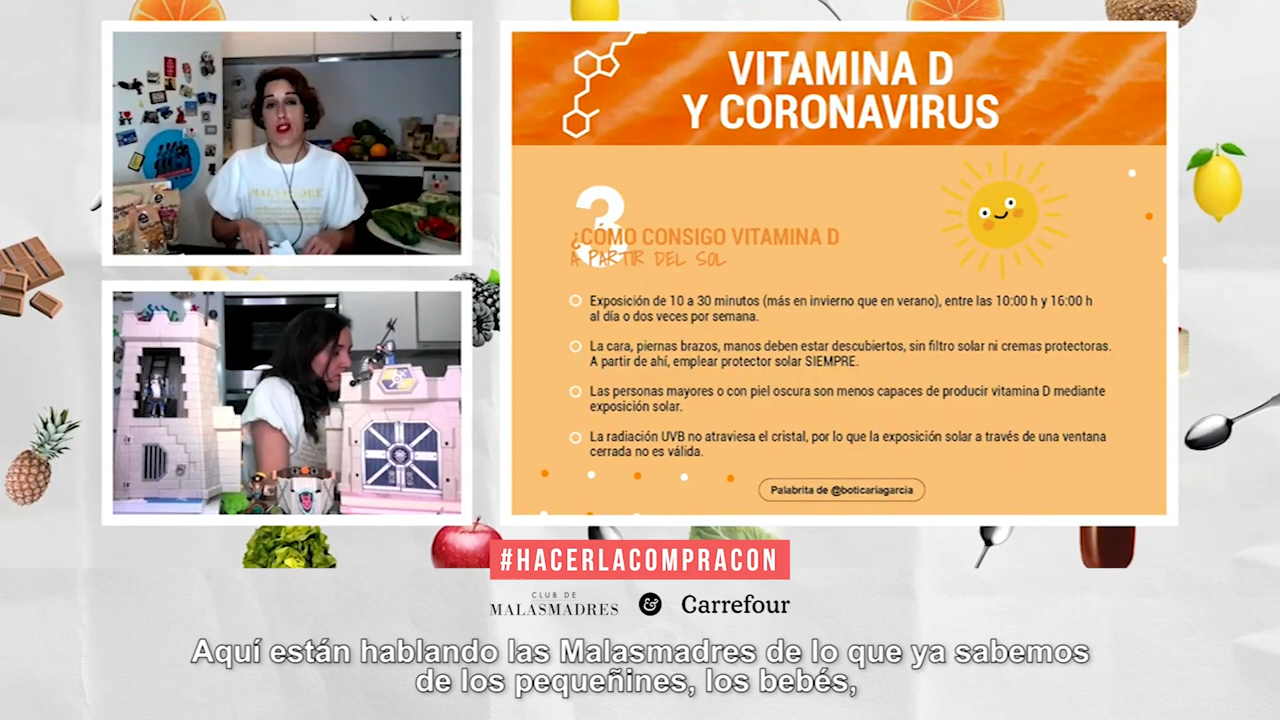 MALASMADRE
VITAMINA D
Y CORONAVIRUS
3
¿CÓMO CONSIGO VITAMINA D
A PARTIR DEL SOL
Exposición de 10 a 30 minutos (más en invierno que en verano), entre las 10:00 h y 16:00 h
al día o dos veces por semana.
La cara, piernas brazos, manos deben estar descubiertos, sin filtro solar ni cremas protectoras.
A partir de ahí, emplear protector solar SIEMPRE.
Las personas mayores o con piel oscura son menos capaces de producir vitamina D mediante
exposición solar.
La radiación UVB no atraviesa el cristal, por lo que la exposición solar a través de una ventana
cerrada no es válida.
Palabrita de @boticariagarcia
#HACERLACOMPRACON
CLUB DE
MALASMADRES & Carrefour
Aquí están hablando las Malasmadres de lo que ya sabemos
de los pequeñines, los bebés,